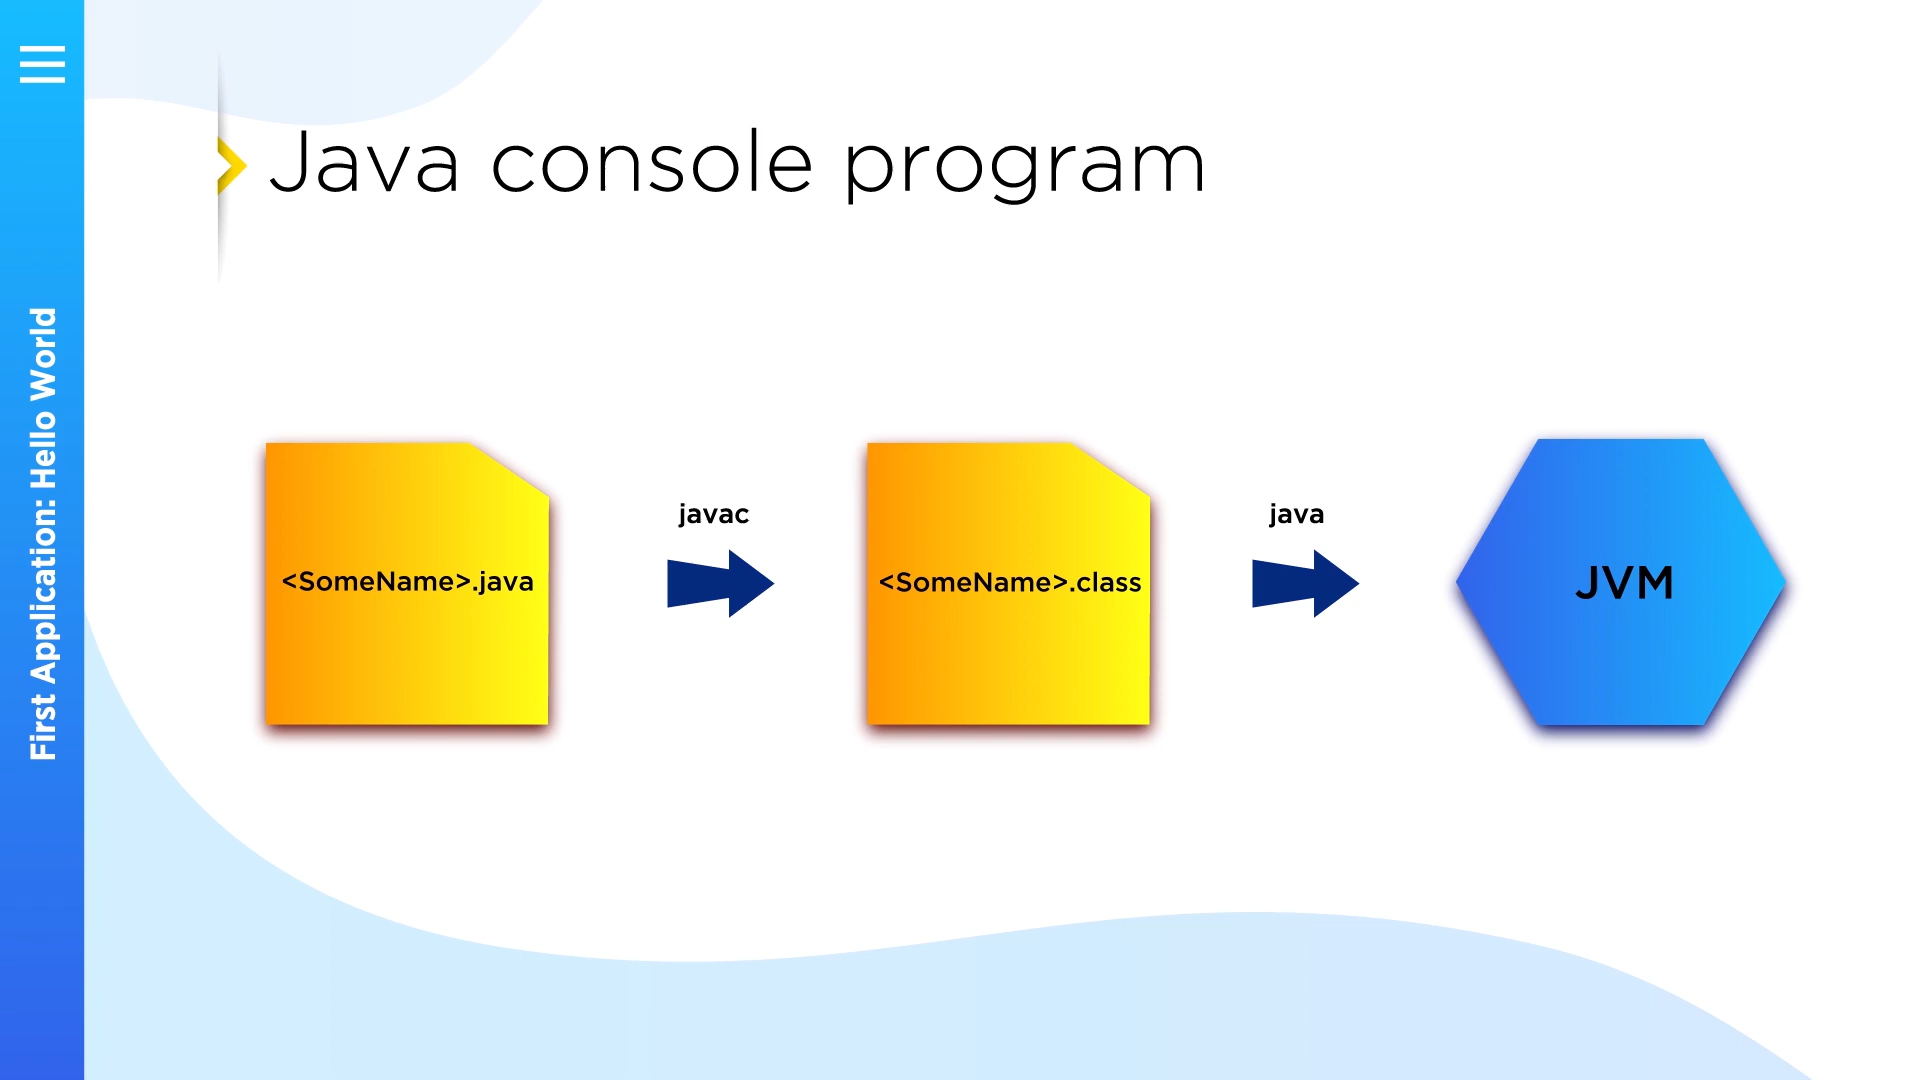 First Application: Hello World
Java console program
<SomeName>.java
javac
<SomeName>.class
java
JVM